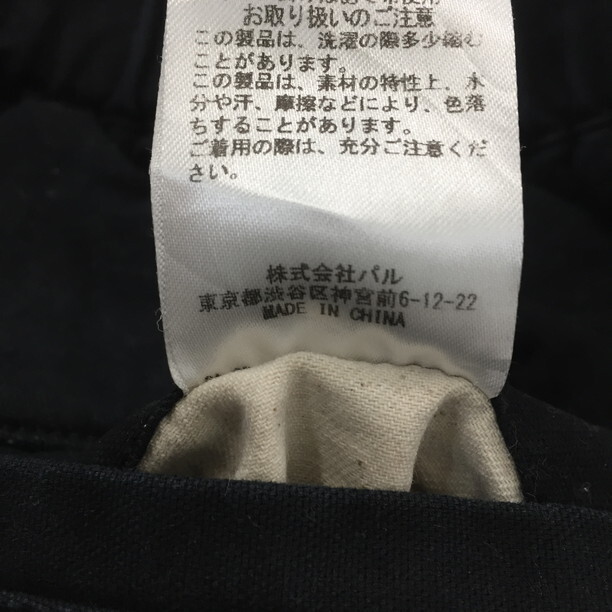 お取り扱いのご注意
この製品は、洗濯の際多少縮む
ことがあります。
この製品は、素材の特性上、水
分や汗、摩擦などにより、色落
ちすることがあります。
ご着用の際は、充分ご注意くだ
さい。
株式会社パル
東京都渋谷区神宮前6-12-22
MADE IN CHINA